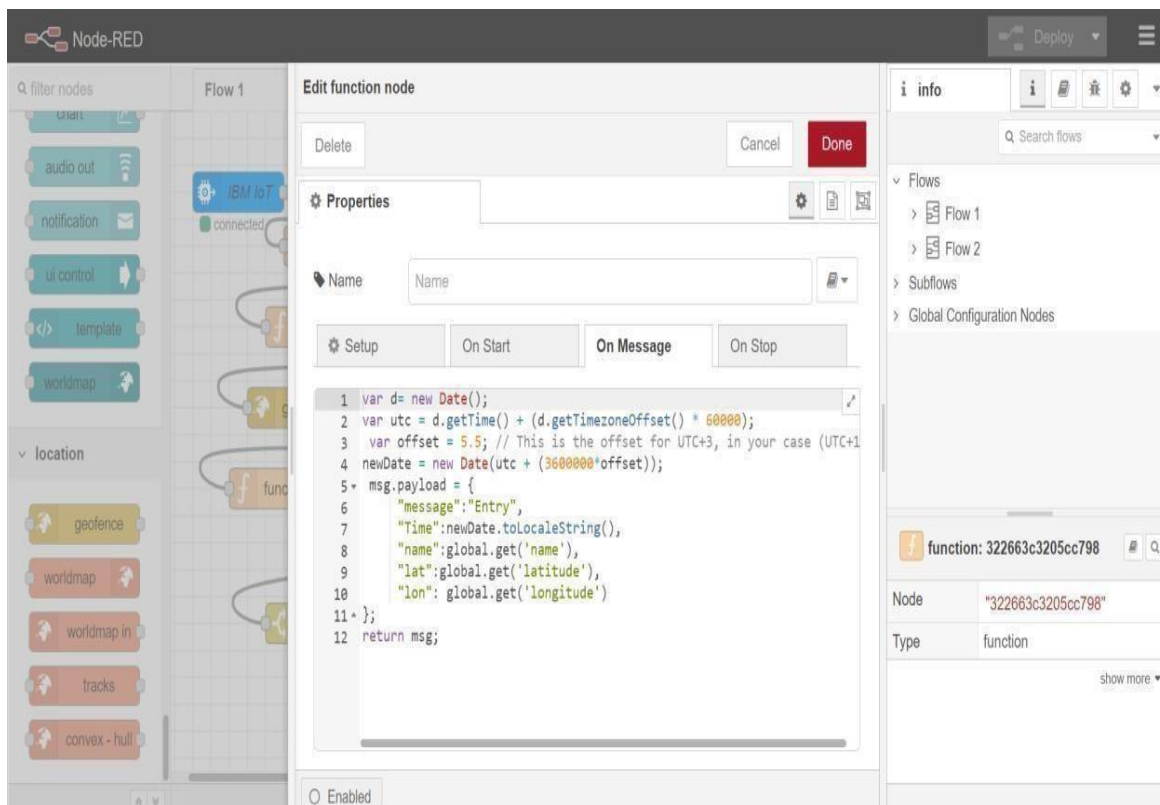 Node-RED
Deploy
filter nodes
Flow 1
Edit function node
info
i
Delete
Cancel
Done
Search flows
chart
audio out
IBM IoT
connected
Properties
Flows
Flow 1
Flow 2
Subflows
Global Configuration Nodes
notification
ui control
Name
Name
template
Setup
On Start
On Message
On Stop
worldmap
1 var d= new Date();
2 var utc = d.getTime() + (d.getTimezoneOffset() * 60000);
3 var offset = 5.5; // This is the offset for UTC+3, in your case (UTC+1
4 newDate = new Date(utc + (3600000*offset));
5 msg.payload = {
6 "message":"Entry",
7 "Time":newDate.toLocaleString(),
8 "name":global.get('name'),
9 "lat":global.get('latitude'),
10 "lon": global.get('longitude')
11 };
12 return msg;
location
g
func
geofence
worldmap
worldmap in
tracks
convex - hull
function: 322663c3205cc798
Node "322663c3205cc798"
Type function
show more
Enabled